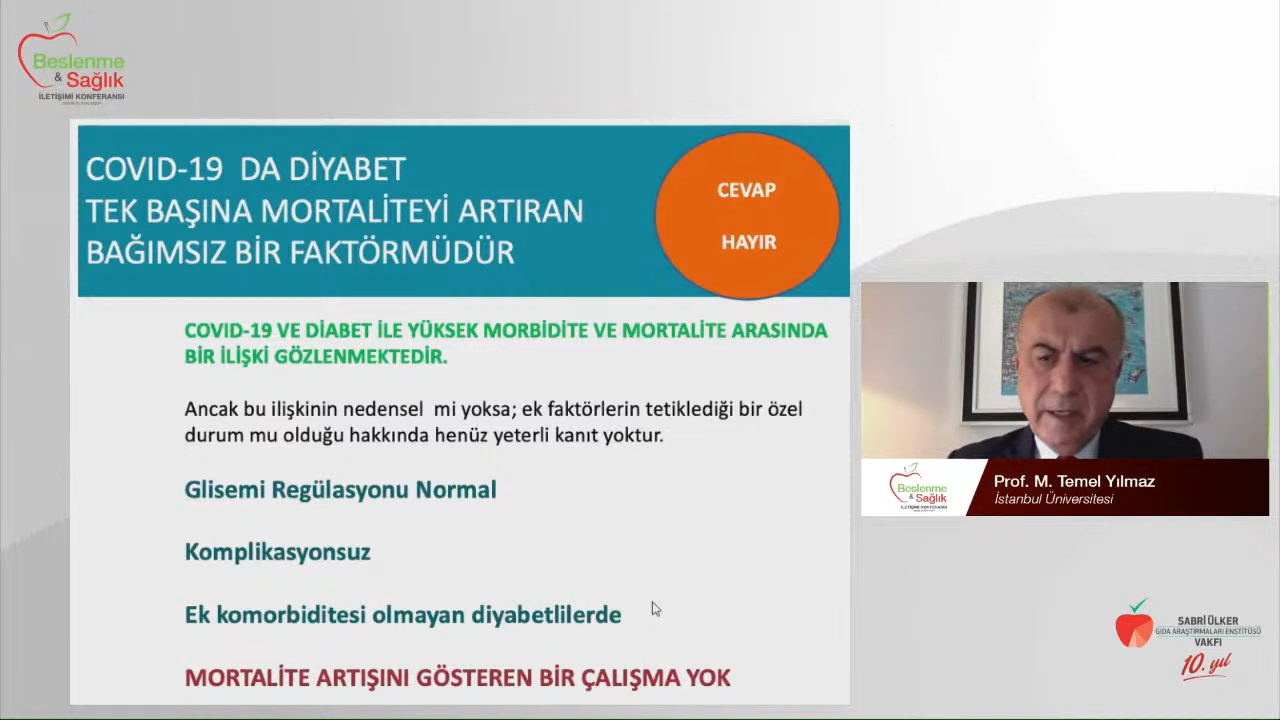 Beslenme
& Sağlık
İLETİŞİMİ KONFERANSI
COVID-19 DA DİYABET
TEK BAŞINA MORTALİTEYİ ARTIRAN
BAĞIMSIZ BİR FAKTÖRMÜDÜR
CEVAP
HAYIR
COVID-19 VE DİABET İLE YÜKSEK MORBİDİTE VE MORTALİTE ARASINDA
BİR İLİŞKİ GÖZLENMEKTEDİR.
Ancak bu ilişkinin nedensel mi yoksa; ek faktörlerin tetiklediği bir özel
durum mu olduğu hakkında henüz yeterli kanıt yoktur.
Glisemi Regülasyonu Normal
Komplikasyonsuz
Ek komorbiditesi olmayan diyabetlilerde
MORTALİTE ARTIŞINI GÖSTEREN BİR ÇALIŞMA YOK
Beslenme
& Sağlık
İLETİŞİMİ KONFERANSI
Prof. M. Temel Yılmaz
İstanbul Üniversitesi
SABRİ ÜLKER
GIDA ARAŞTIRMALARI ENSTİTÜSÜ
VAKFI
10. yıl